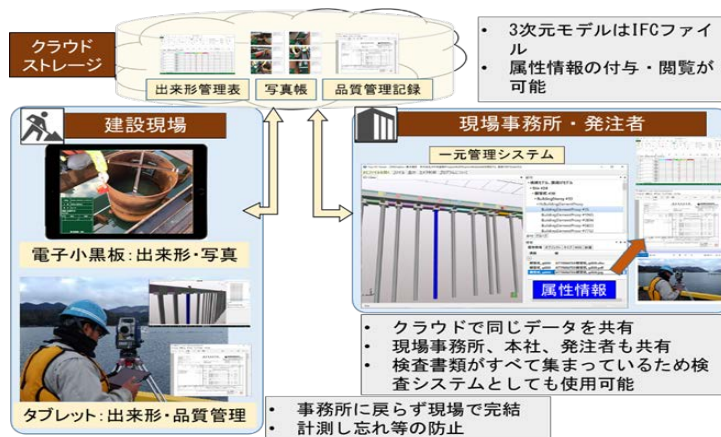 クラウド
ストレージ
出来形管理表
写真帳
品質管理記録
• 3次元モデルはIFCファイ
ル
• 属性情報の付与・閲覧が
可能
建設現場
電子小黒板：出来形・写真
タブレット：出来形・品質管理
• 事務所に戻らず現場で完結
• 計測し忘れ等の防止
現場事務所・発注者
一元管理システム
属性情報
• クラウドで同じデータを共有
• 現場事務所、本社、発注者も共有
• 検査書類がすべて集まっているため検
査システムとしても使用可能